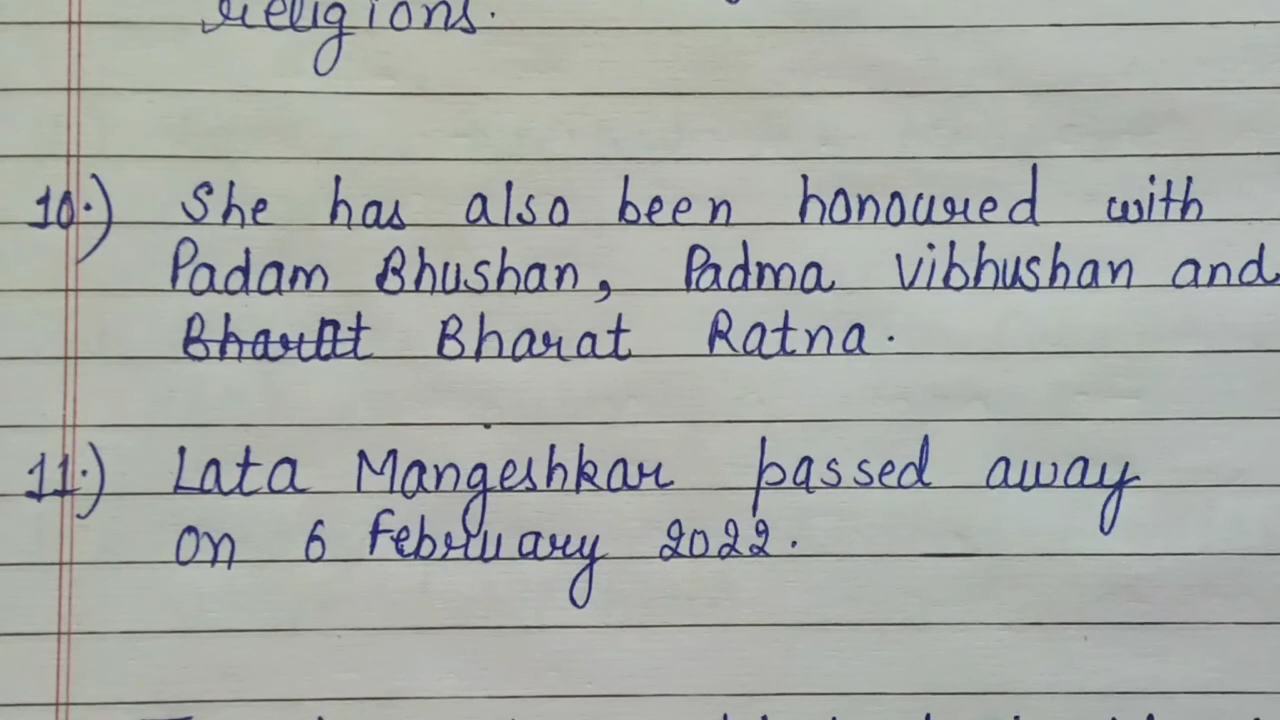 religions.
10.) She has also been honoured with
Padam Bhushan, Padma Vibhushan and
Bharat Bharat Ratna.
11.) Lata Mangeshkar passed away
on 6 February 2022.